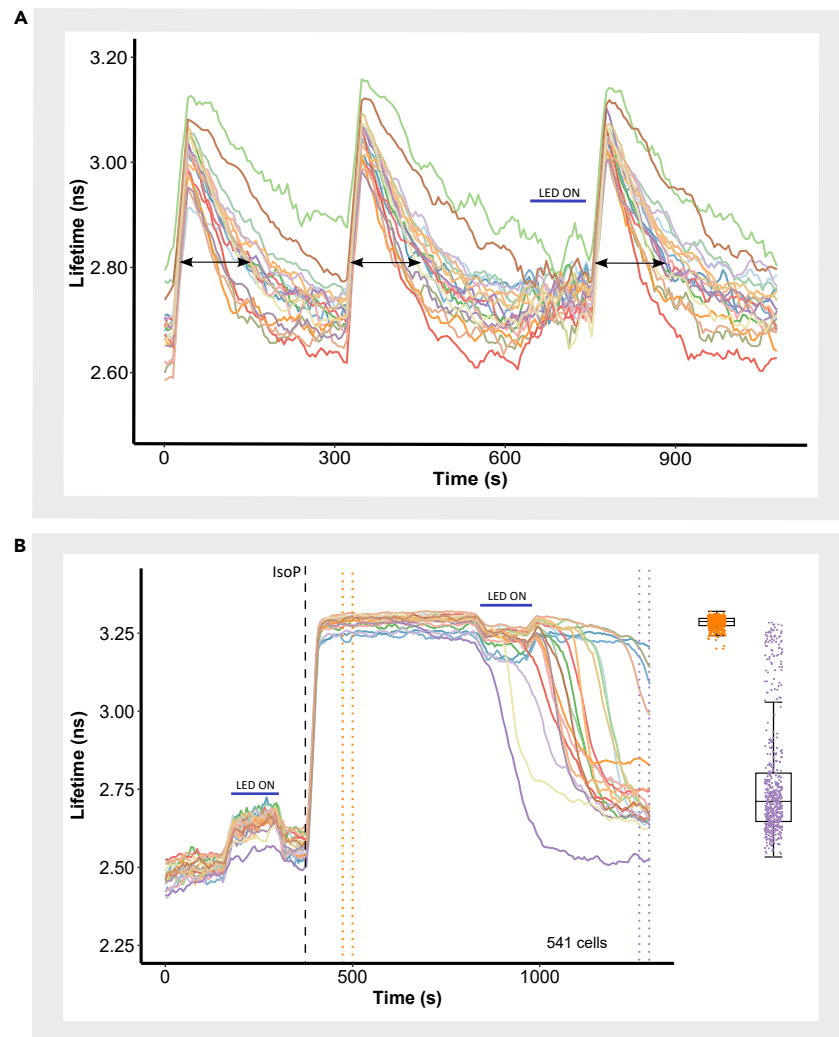 A
3.20
3.00
2.80
2.60
Lifetime (ns)
LED ON
0 300 600 900
Time (s)
B
IsoP
LED ON
LED ON
3.25
3.00
2.75
2.50
2.25
Lifetime (ns)
541 cells
0 500 1000
Time (s)